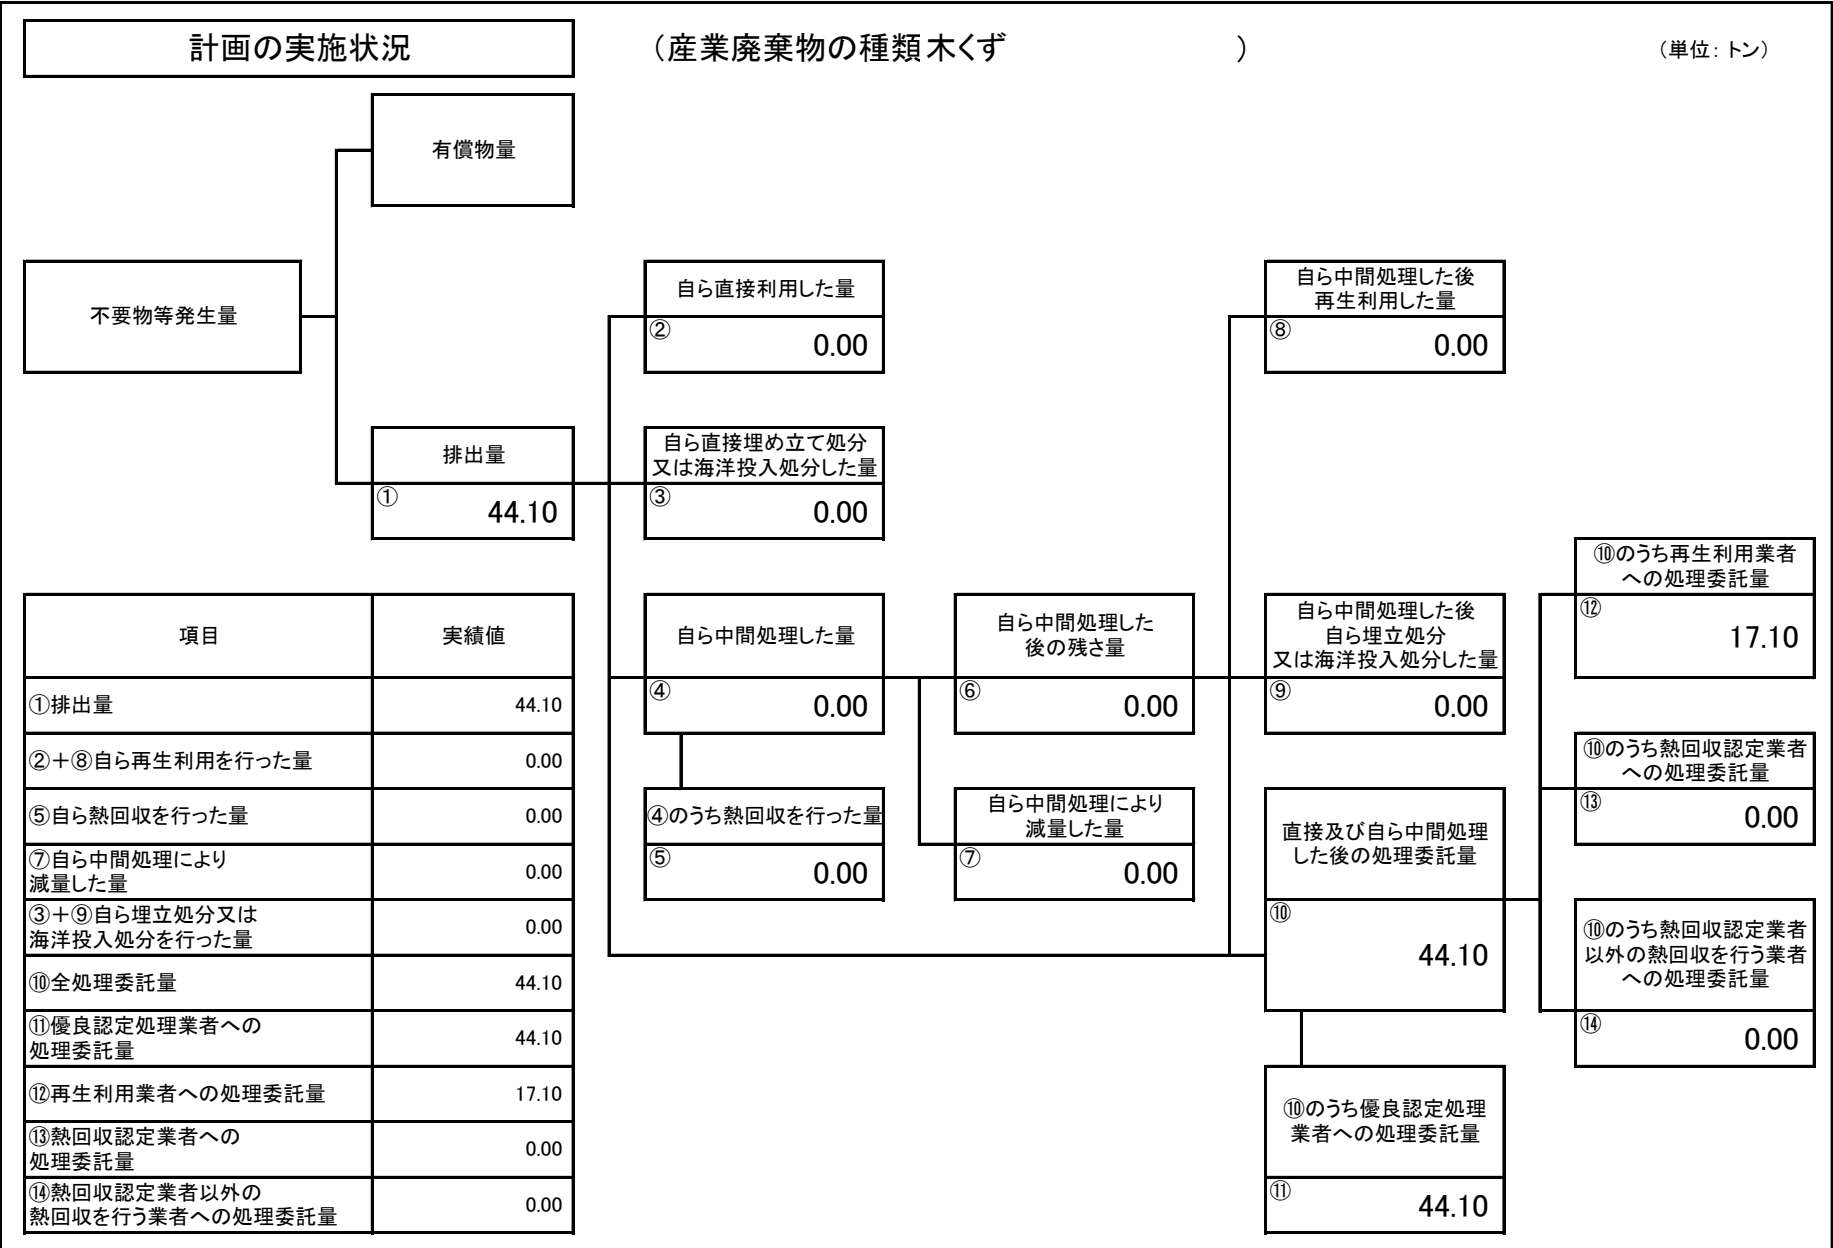 計画の実施状況
（産業廃棄物の種類木くず　　　　　　　）
（単位：トン）
有償物量
不要物等発生量
自ら直接利用した量
②
0.00
自ら中間処理した後
再生利用した量
⑧
0.00
排出量
①
44.10
自ら直接埋め立て処分
又は海洋投入処分した量
③
0.00
⑩のうち再生利用業者
への処理委託量
⑫
17.10
自ら中間処理した量
④
0.00
自ら中間処理した
後の残さ量
⑥
0.00
自ら中間処理した後
自ら埋立処分
又は海洋投入処分した量
⑨
0.00
⑩のうち熱回収認定業者
への処理委託量
⑬
0.00
④のうち熱回収を行った量
⑤
0.00
自ら中間処理により
減量した量
⑦
0.00
直接及び自ら中間処理
した後の処理委託量
⑩
44.10
⑩のうち熱回収認定業者
以外の熱回収を行う業者
への処理委託量
⑭
0.00
⑩のうち優良認定処理
業者への処理委託量
⑪
44.10
項目 実績値
①排出量 44.10
②＋⑧自ら再生利用を行った量 0.00
⑤自ら熱回収を行った量 0.00
⑦自ら中間処理により
減量した量 0.00
③＋⑨自ら埋立処分又は
海洋投入処分を行った量 0.00
⑩全処理委託量 44.10
⑪優良認定処理業者への
処理委託量 44.10
⑫再生利用業者への処理委託量 17.10
⑬熱回収認定業者への
処理委託量 0.00
⑭熱回収認定業者以外の
熱回収を行う業者への処理委託量 0.00